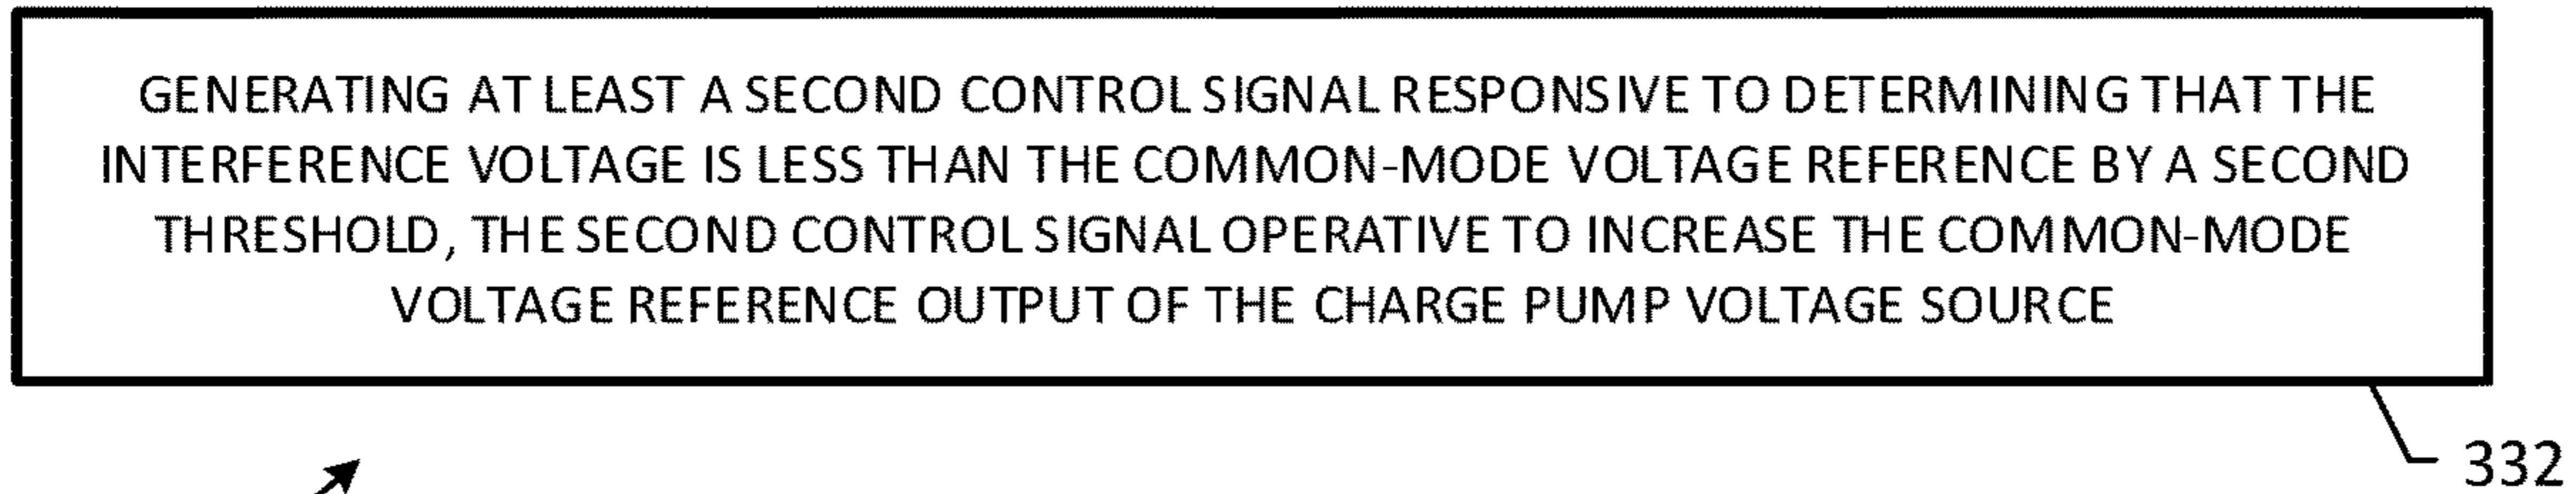 GENERATING AT LEAST A SECOND CONTROL SIGNAL RESPONSIVE TO DETERMINING THAT THE
INTERFERENCE VOLTAGE IS LESS THAN THE COMMON-MODE VOLTAGE REFERENCE BY A SECOND
THRESHOLD, THE SECOND CONTROL SIGNAL OPERATIVE TO INCREASE THE COMMON-MODE
VOLTAGE REFERENCE OUTPUT OF THE CHARGE PUMP VOLTAGE SOURCE
332